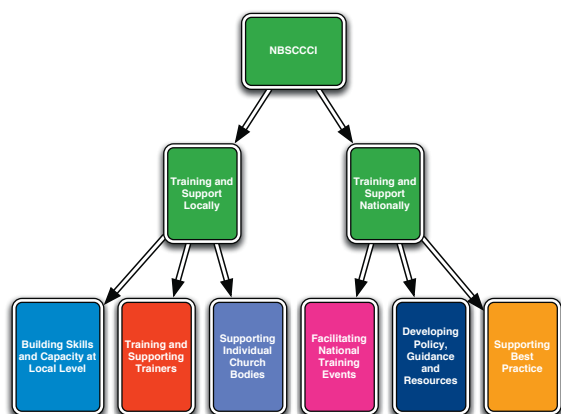 NBSCCCI
Training and
Support
Locally
Training and
Support
Nationally
Building Skills
and Capacity at
Local Level
Training and
Supporting
Trainers
Supporting
Individual
Church
Bodies
Facilitating
National
Training
Events
Developing
Policy,
Guidance
and
Resources
Supporting
Best
Practice